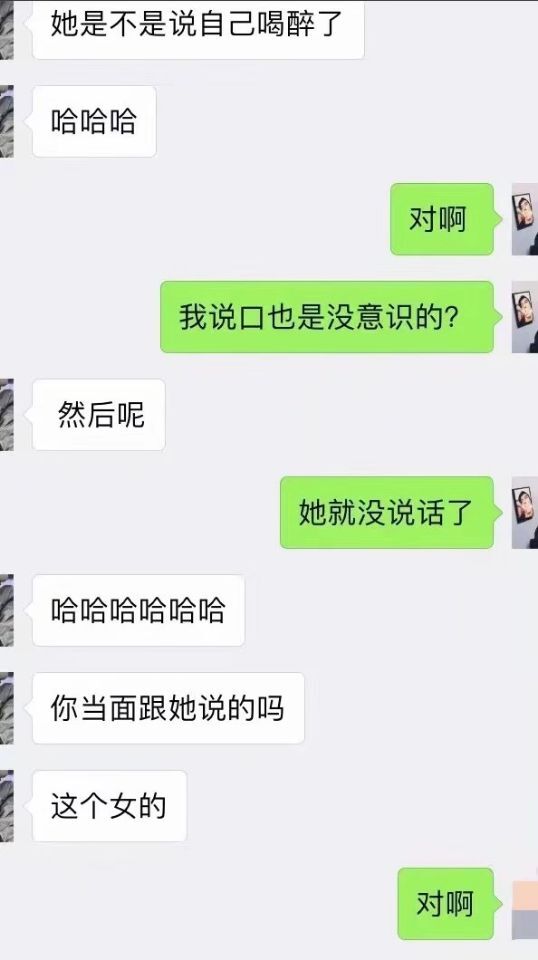 她是不是说自己喝醉了
哈哈哈
对啊
我说口也是没意识的？
然后呢
她就没说话了
哈哈哈哈哈哈
你当面跟她说的吗
这个女的
对啊